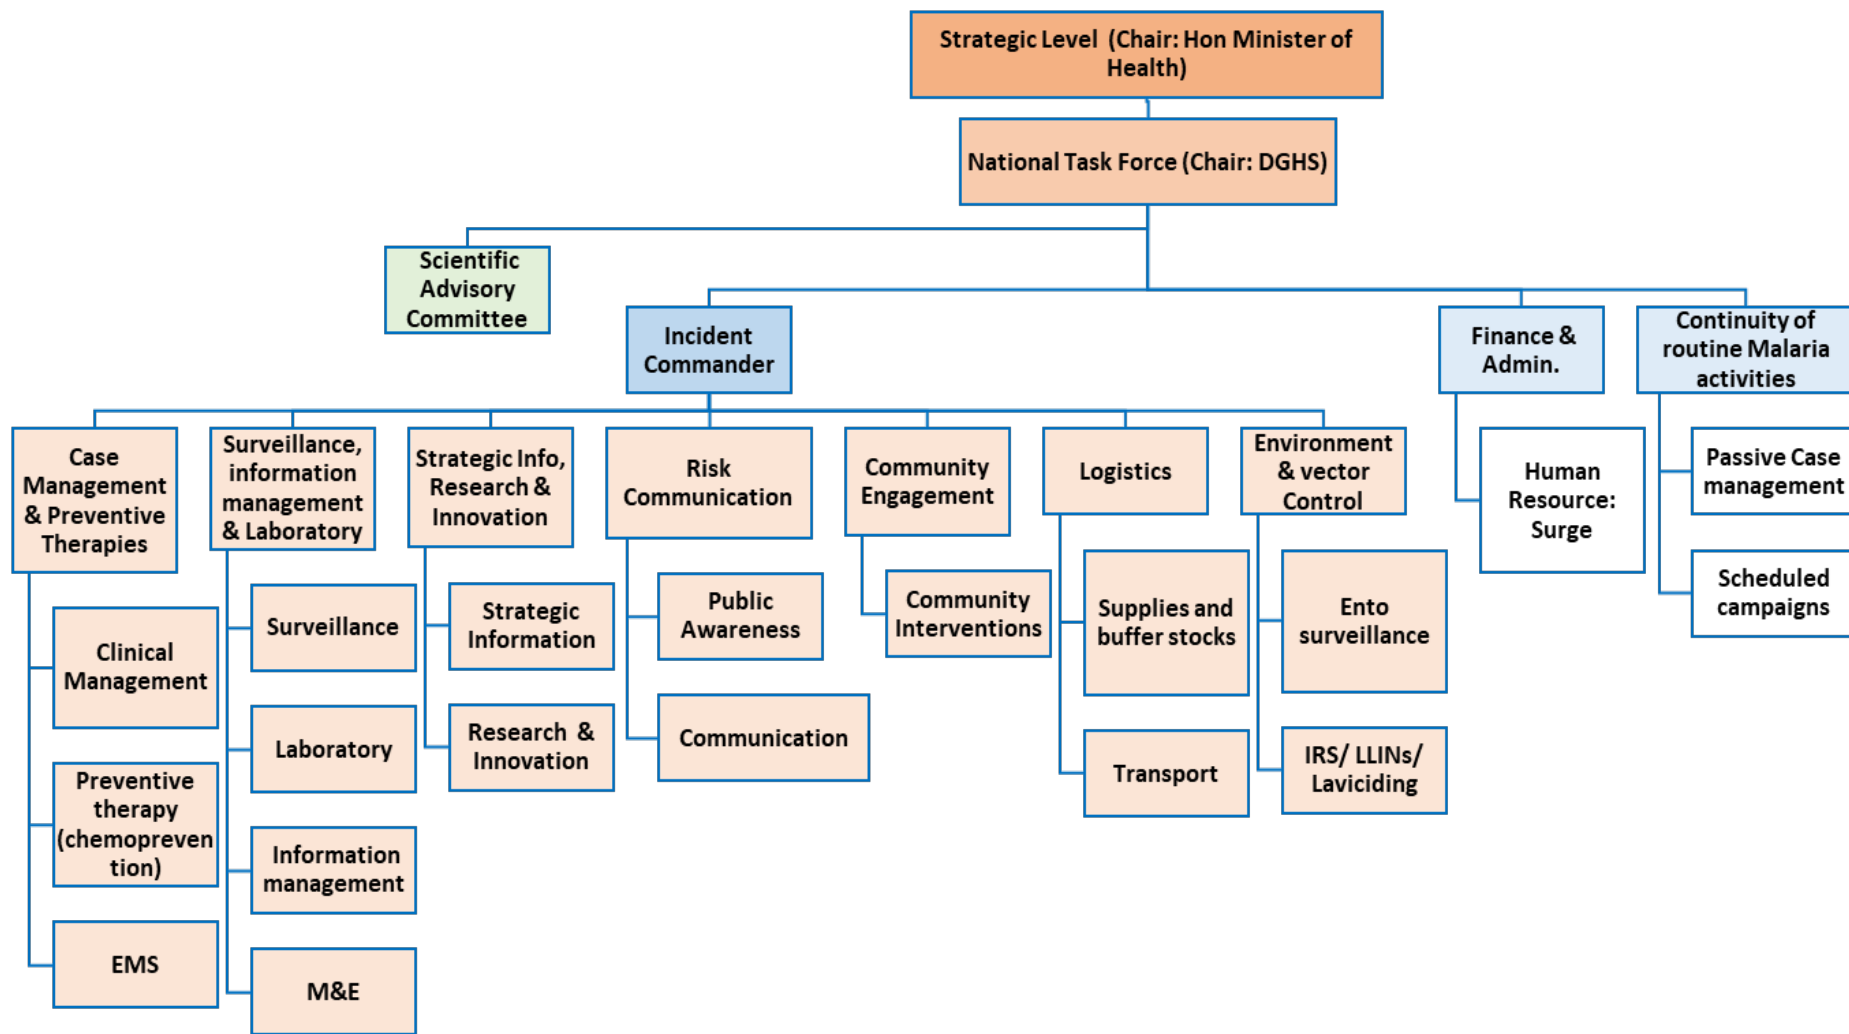 Strategic Level (Chair: Hon Minister of
Health)
National Task Force (Chair: DGHS)
Scientific
Advisory
Committee
Incident
Commander
Finance &
Admin.
Continuity of
routine Malaria
activities
Case
Management
& Preventive
Therapies
Clinical
Management
Preventive
therapy
(chemopreven
tion)
EMS
Surveillance,
information
management
& Laboratory
Surveillance
Laboratory
Information
management
M&E
Strategic Info,
Research &
Innovation
Strategic
Information
Research &
Innovation
Risk
Communication
Public
Awareness
Communication
Community
Engagement
Community
Interventions
Logistics
Supplies and
buffer stocks
Transport
Environment
& vector
Control
Ento
surveillance
IRS/ LLINs/
Laviciding
Human
Resource:
Surge
Passive Case
management
Scheduled
campaigns